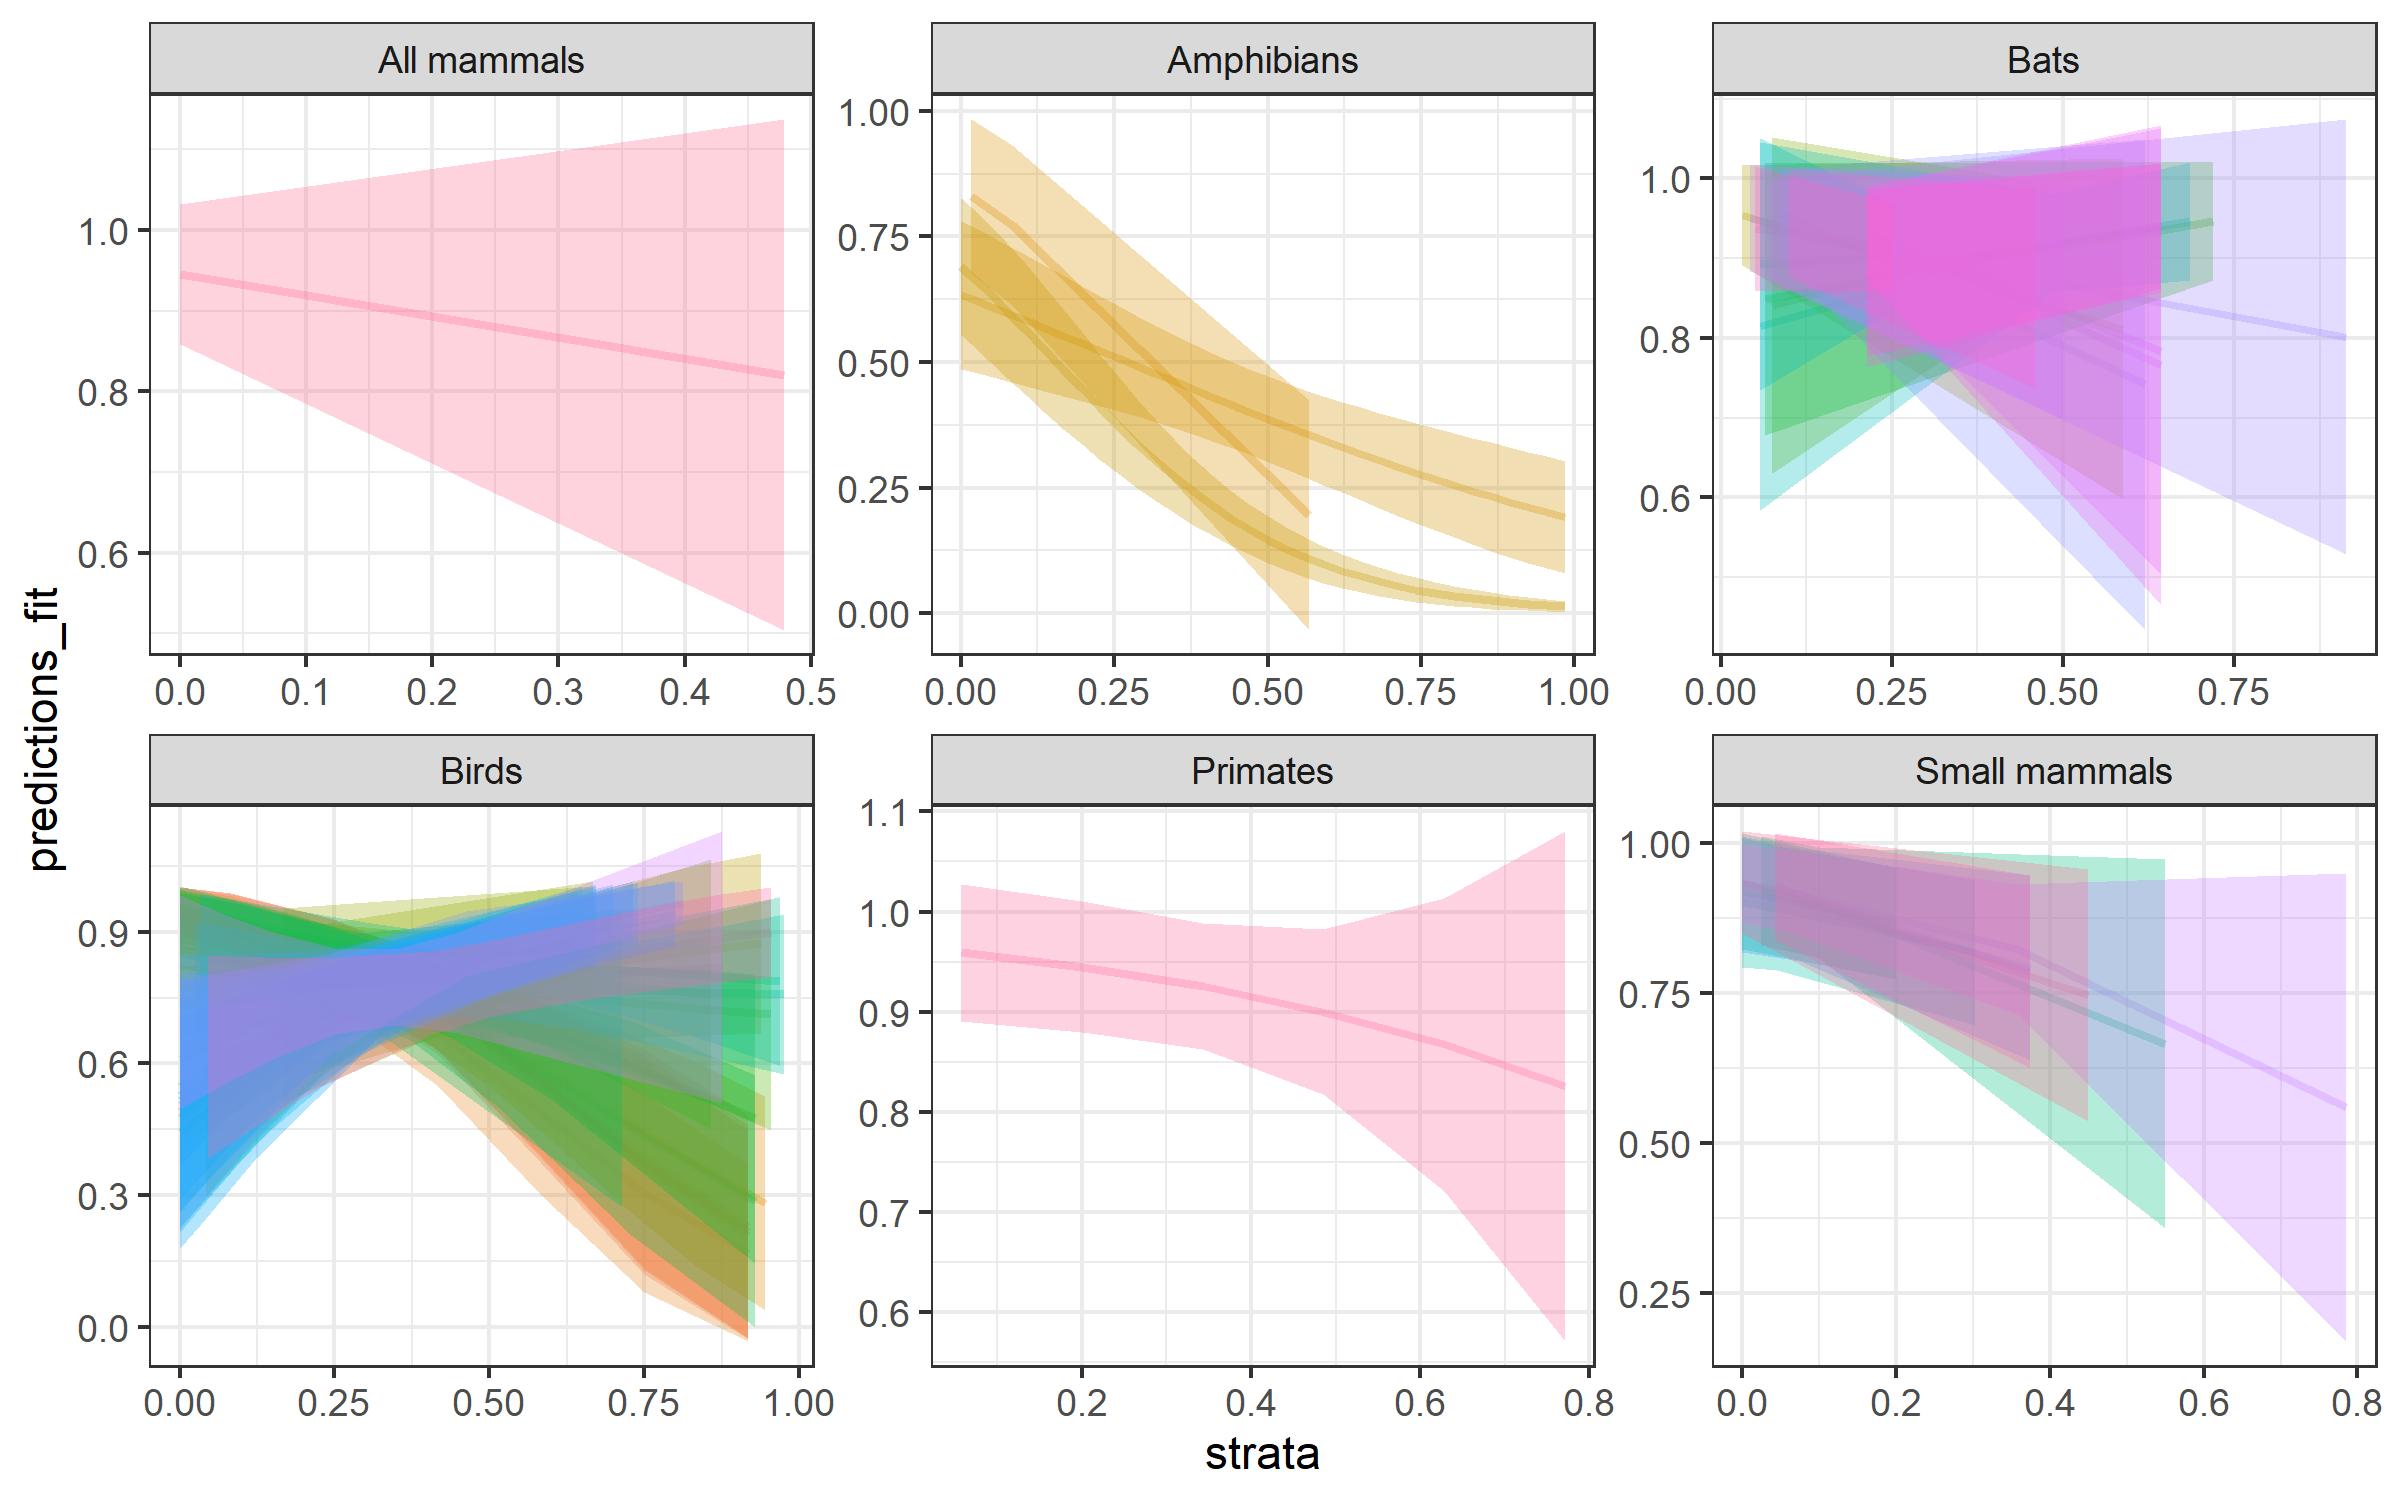 All mammals
Amphibians
Bats
1.0
0.8
0.6
1.00
0.75
0.50
0.25
0.00
1.0
0.8
0.6
0.0 0.1 0.2 0.3 0.4 0.5
0.00 0.25 0.50 0.75 1.00
0.00 0.25 0.50 0.75
predictions_fit
Birds
Primates
Small mammals
0.9
0.6
0.3
0.0
1.1
1.0
0.9
0.8
0.7
0.6
1.00
0.75
0.50
0.25
0.00 0.25 0.50 0.75 1.00
0.2 0.4 0.6 0.8
0.0 0.2 0.4 0.6 0.8
strata